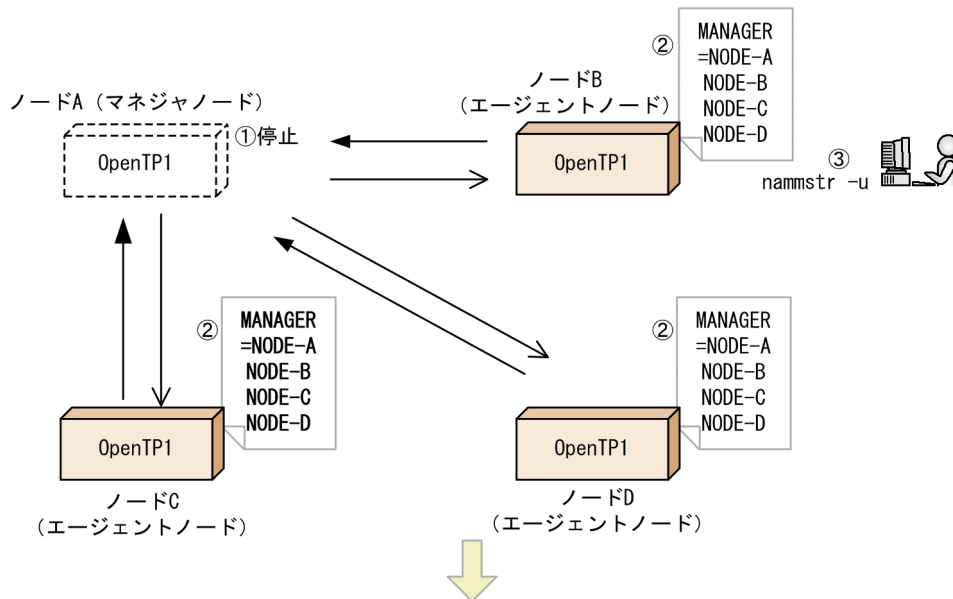 ノードA（マネジャノード）
OpenTP1
①停止
ノードB
（エージェントノード）
OpenTP1
②
MANAGER
=NODE-A
NODE-B
NODE-C
NODE-D
③
nammstr -u
②
MANAGER
=NODE-A
NODE-B
NODE-C
NODE-D
OpenTP1
ノードC
（エージェントノード）
②
MANAGER
=NODE-A
NODE-B
NODE-C
NODE-D
OpenTP1
ノードD
（エージェントノード）